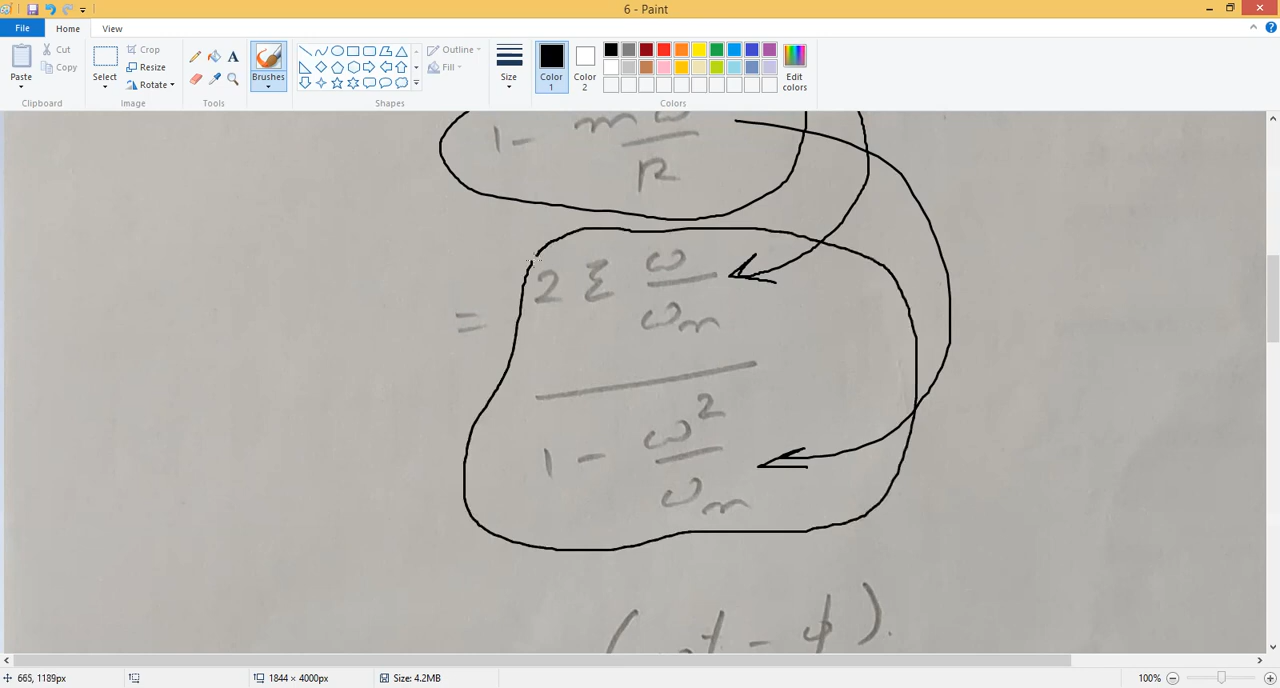 6 - Paint
File Home View
Paste
Cut
Copy
Clipboard
Select
Crop
Resize
Rotate
Image
A
Tools
Brushes
Shapes
Outline
Fill
Size
Color 1
Color 2
Edit colors
Colors
1 - mω
R
2 ξ ω
ωn
=
1 - ω²
ωn
t - ϕ).
665, 1189px
1844 × 4000px
Size: 4.2MB
100%